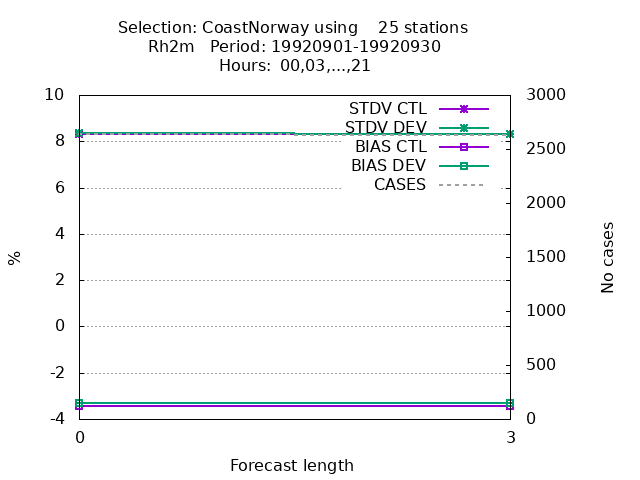 Selection: CoastNorway using    25 stations
Rh2m   Period: 19920901-19920930
Hours:  00,03,...,21
10
8
6
4
2
0
-2
-4
%
3000
2500
2000
1500
1000
500
0
No cases
STDV CTL
STDV DEV
BIAS CTL
BIAS DEV
CASES
0
3
Forecast length